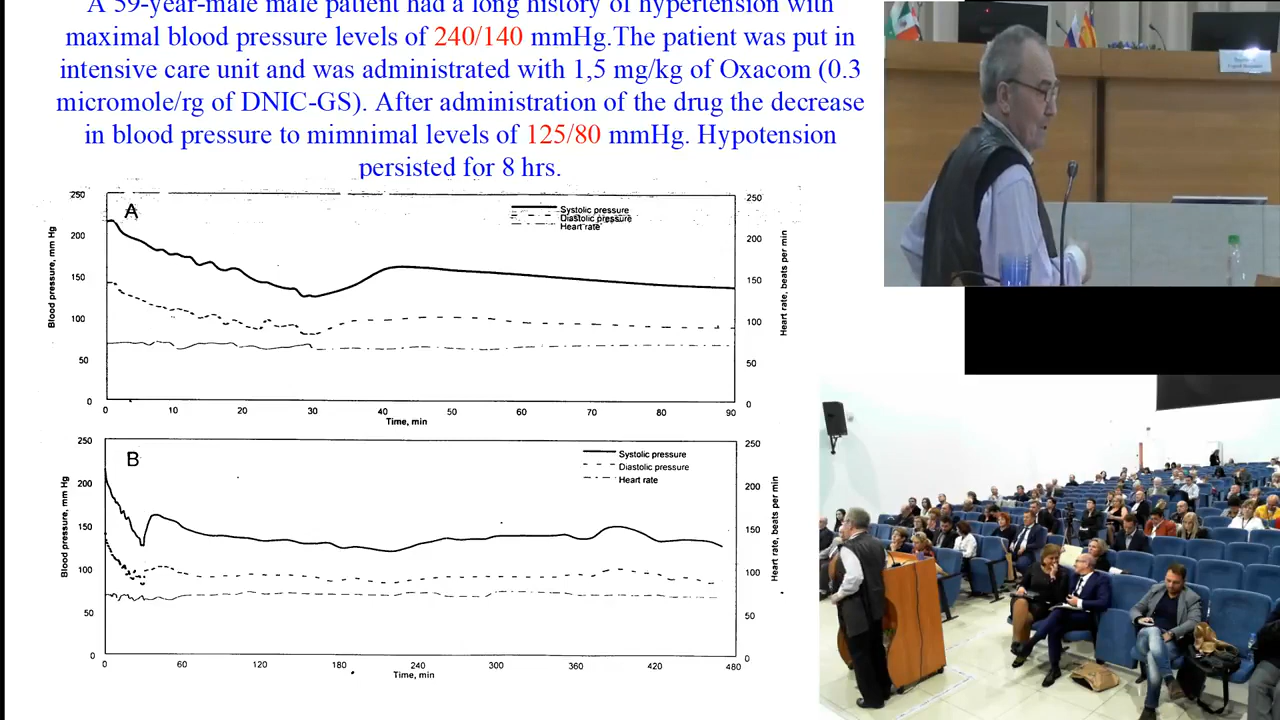 A 59-year-male male patient had a long history of hypertension with
maximal blood pressure levels of 240/140 mmHg.The patient was put in
intensive care unit and was administrated with 1,5 mg/kg of Oxacom (0.3
micromole/rg of DNIC-GS). After administration of the drug the decrease
in blood pressure to mimnimal levels of 125/80 mmHg. Hypotension
persisted for 8 hrs.
A
Systolic pressure
Diastolic pressure
Heart rate
Blood pressure, mm Hg
250
200
150
100
50
0
Heart rate, beats per min
250
200
150
100
50
0
0 10 20 30 40 50 60 70 80 90
Time, min
B
Systolic pressure
Diastolic pressure
Heart rate
Blood pressure, mm Hg
250
200
150
100
50
0
Heart rate, beats per min
250
200
150
100
50
0
0 60 120 180 240 300 360 420 480
Time, min